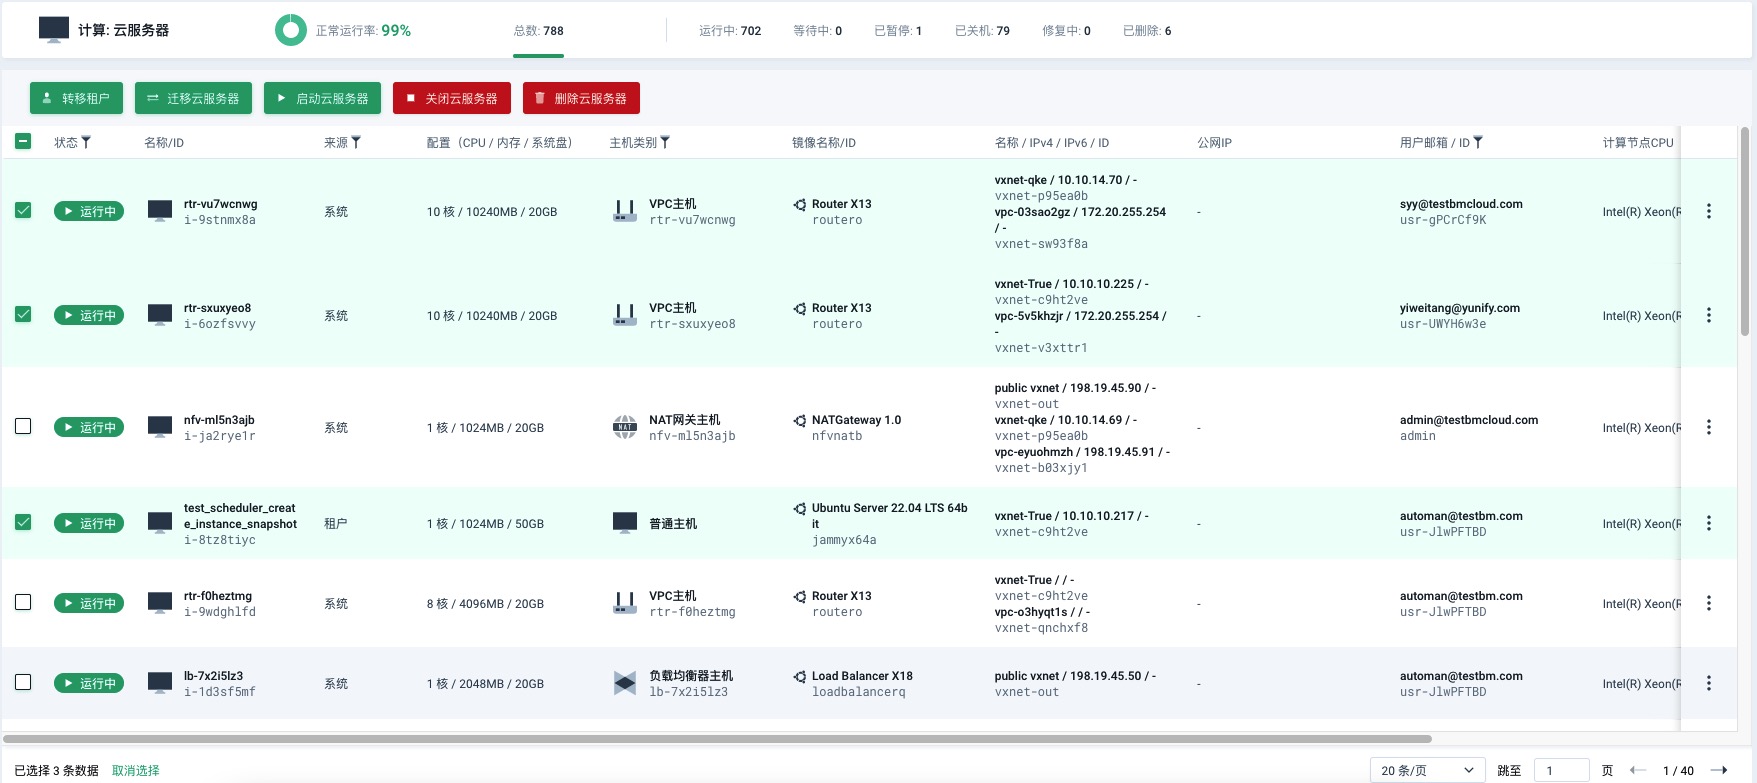 计算: 云服务器
正常运行率: 99%
总数: 788
运行中: 702
等待中: 0
已暂停: 1
已关机: 79
修复中: 0
已删除: 6
转移租户
迁移云服务器
启动云服务器
关闭云服务器
删除云服务器
状态
名称/ID
来源
配置（CPU / 内存 / 系统盘）
主机类别
镜像名称/ID
名称 / IPv4 / IPv6 / ID
公网IP
用户邮箱 / ID
计算节点CPU
运行中
rtr-vu7wcnwg
i-9stnmx8a
系统
10 核 / 10240MB / 20GB
VPC主机
rtr-vu7wcnwg
Router X13
routero
vxnet-qke / 10.10.14.70 / -
vxnet-p95ea0b
vpc-03sao2gz / 172.20.255.254
/ -
vxnet-sw93f8a
-
syy@testbmcloud.com
usr-gPCrCf9K
Intel(R) Xeon(R
运行中
rtr-sxuxyeo8
i-6ozfsvvy
系统
10 核 / 10240MB / 20GB
VPC主机
rtr-sxuxyeo8
Router X13
routero
vxnet-True / 10.10.10.225 / -
vxnet-c9ht2ve
vpc-5v5khzjr / 172.20.255.254 /
-
vxnet-v3xttr1
-
yiweitang@yunify.com
usr-UWYH6w3e
Intel(R) Xeon(R
运行中
nfv-ml5n3ajb
i-ja2rye1r
系统
1 核 / 1024MB / 20GB
NAT
NAT网关主机
nfv-ml5n3ajb
NATGateway 1.0
nfvnatb
public vxnet / 198.19.45.90 / -
vxnet-out
vxnet-qke / 10.10.14.69 / -
vxnet-p95ea0b
vpc-eyuohmzh / 198.19.45.91 / -
vxnet-b03xjy1
-
admin@testbmcloud.com
admin
Intel(R) Xeon(R
运行中
test_scheduler_creat
e_instance_snapshot
i-8tz8tiyc
租户
1 核 / 1024MB / 50GB
普通主机
Ubuntu Server 22.04 LTS 64b
it
jammyx64a
vxnet-True / 10.10.10.217 / -
vxnet-c9ht2ve
-
automan@testbm.com
usr-JlwPFTBD
Intel(R) Xeon(R
运行中
rtr-f0heztmg
i-9wdghlfd
系统
8 核 / 4096MB / 20GB
VPC主机
rtr-f0heztmg
Router X13
routero
vxnet-True / / -
vxnet-c9ht2ve
vpc-o3hyqt1s / / -
vxnet-qnchxf8
-
automan@testbm.com
usr-JlwPFTBD
Intel(R) Xeon(R
运行中
lb-7x2i5lz3
i-1d3sf5mf
系统
1 核 / 2048MB / 20GB
负载均衡器主机
lb-7x2i5lz3
Load Balancer X18
loadbalancerq
public vxnet / 198.19.45.50 / -
vxnet-out
-
automan@testbm.com
usr-JlwPFTBD
Intel(R) Xeon(R
已选择 3 条数据
取消选择
20 条/页
跳至
1
页
1 / 40